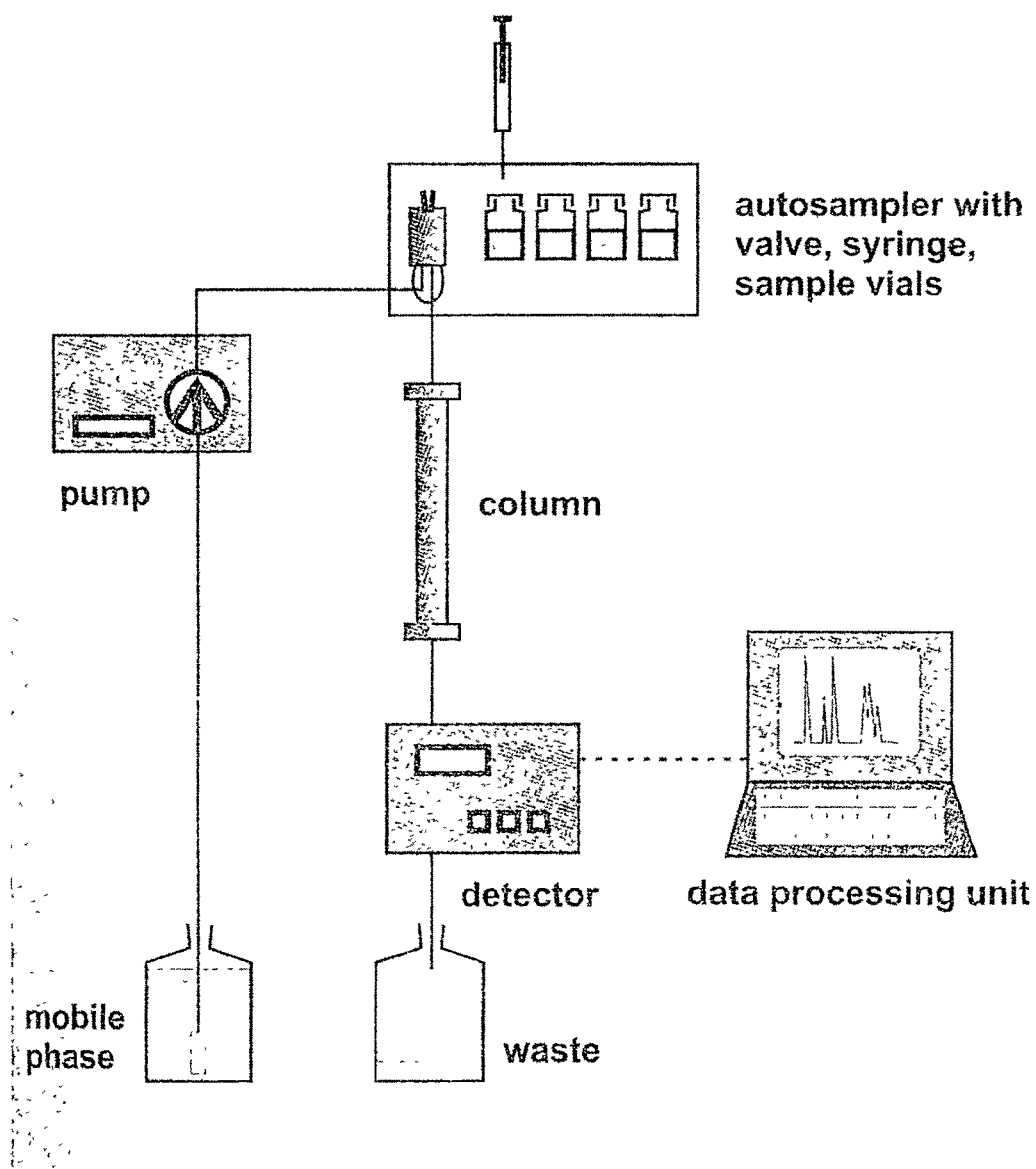 autosampler with
valve, syringe,
sample vials
pump
column
detector
data processing unit
mobile
phase
waste